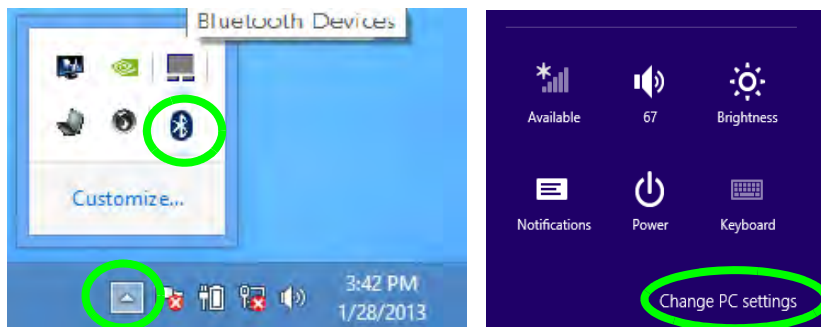 Bluetooth Devices
Customize...
3:42 PM
1/28/2013
Available
67
Brightness
Notifications
Power
Keyboard
Change PC settings